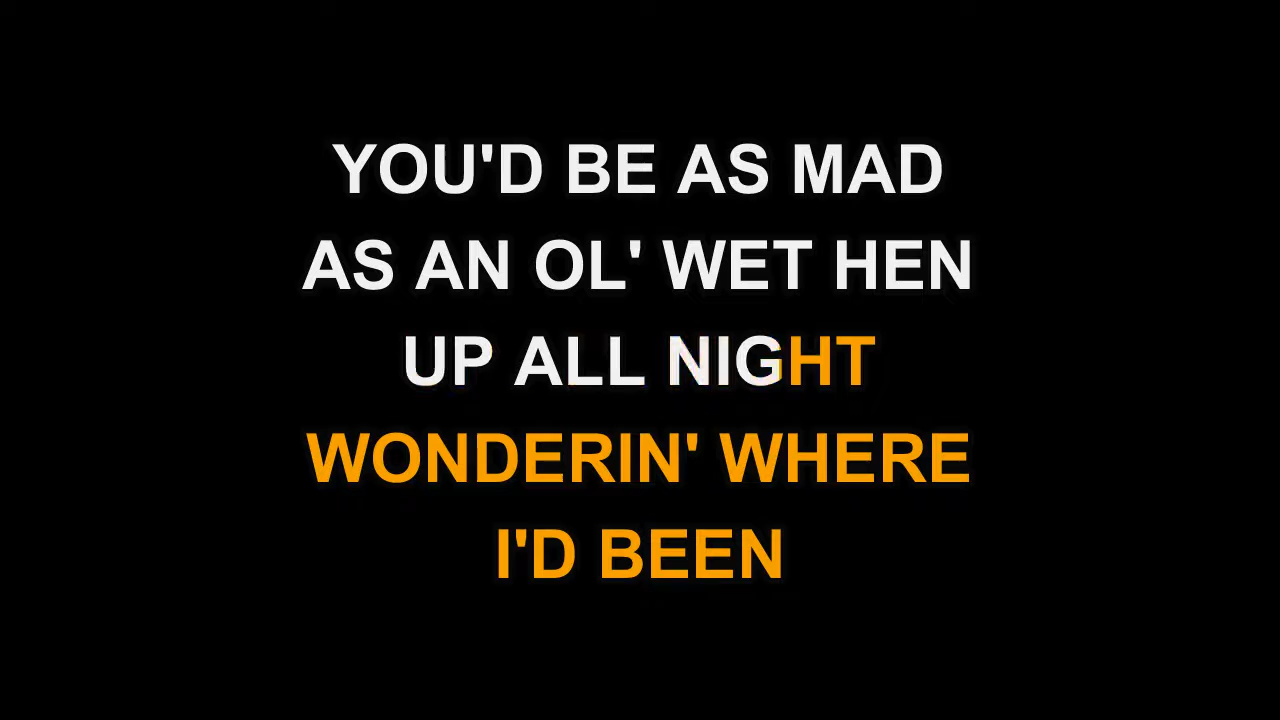 YOU'D BE AS MAD
AS AN OL' WET HEN
UP ALL NIGHT
WONDERIN' WHERE
I'D BEEN